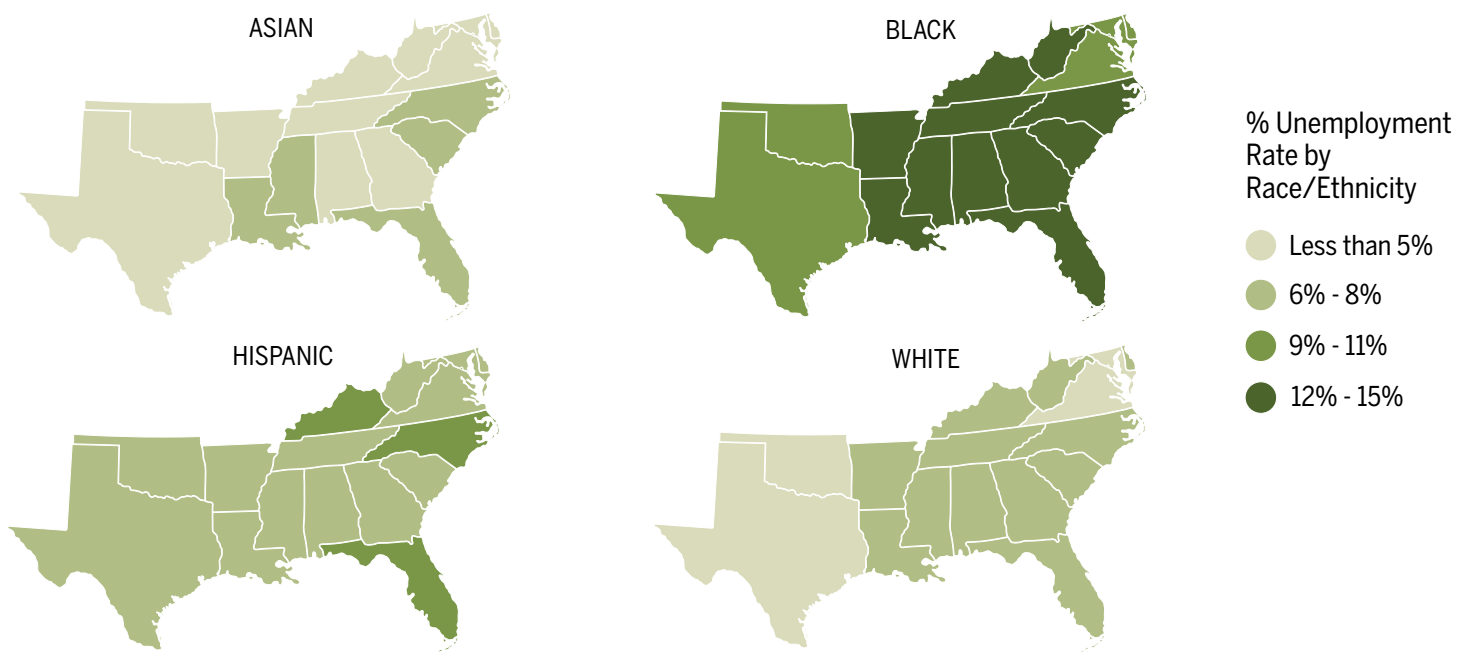 ASIAN
BLACK
HISPANIC
WHITE
% Unemployment
Rate by
Race/Ethnicity
Less than 5%
6% - 8%
9% - 11%
12% - 15%